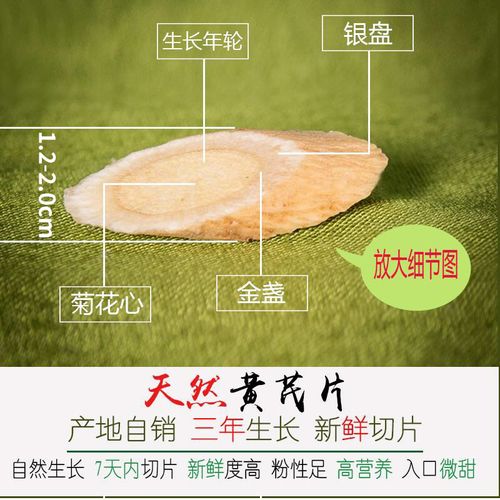 生长年轮
银盘
1.2-2.0cm
放大细节图
菊花心
金盏
天然黄芪片
产地自销 三年生长 新鲜切片
自然生长 7天内切片 新鲜度高 粉性足 高营养 入口微甜